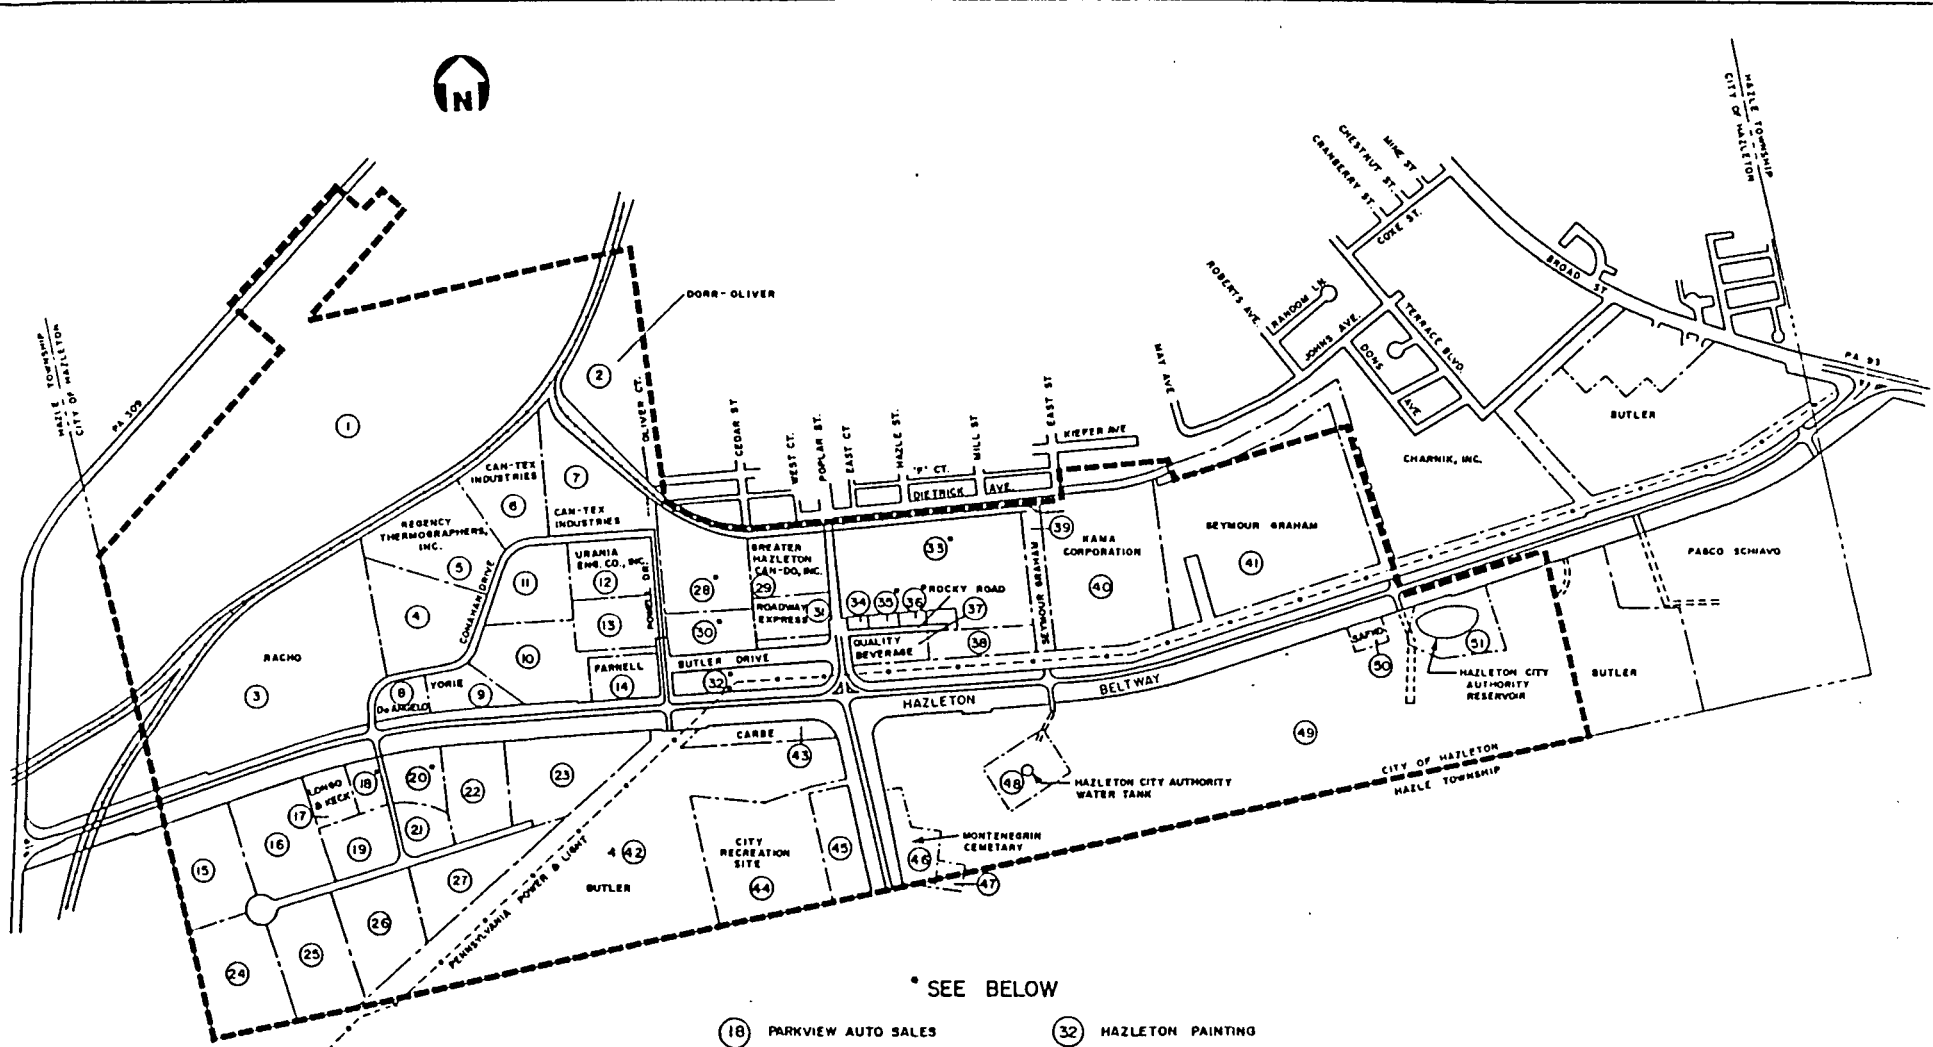 N
HAZLE TOWNSHIP
CITY OF HAZLETON
MINE ST
CHESTNUT ST.
CRANBERRY ST.
COXE ST.
BROAD ST
ROBERTS AVE.
RANDOM LN
JOHNS AVE.
TERRACE BLVD.
DONS AVE.
MAY AVE
PA 93
BUTLER
CHARNIK, INC.
PASCO SCHIAVO
HAZLE TOWNSHIP
CITY OF HAZLETON
PA 309
DORR-OLIVER
1
2
OLIVER CT.
CEDAR ST
WEST CT.
POPLAR ST.
EAST CT
HAZLE ST.
MILL ST
EAST ST
KIEFER AVE
"F" CT.
DIETRICK AVE.
CAN-TEX
INDUSTRIES
6
7
CAN-TEX
INDUSTRIES
REGENCY
THERMOGRAPHERS,
INC.
5
4
CONAHAN DRIVE
11
URANIA
ENG. CO., INC.
12
13
10
PARNELL
14
POWELL DR.
RACHO
3
8
DeANGELO
YORIE
9
28*
30*
GREATER
HAZLETON
CAN-DO, INC.
29
ROADWAY
EXPRESS
31
BUTLER DRIVE
32*
33*
34
35*
36*
ROCKY ROAD
37
QUALITY
BEVERAGE
38
SEYMOUR GRAHAM
39
KAMA
CORPORATION
40
SEYMOUR GRAHAM
41
HAZLETON BELTWAY
CARBE
43
48
HAZLETON CITY AUTHORITY
WATER TANK
49
50
51
HAZLETON CITY
AUTHORITY
RESERVOIR
BUTLER
CITY OF HAZLETON
HAZLE TOWNSHIP
LONGO
& KECK
17
18*
20*
22
23
15
16
19
21
27
26
25
24
PENNSYLVANIA POWER & LIGHT
4 42
BUTLER
CITY
RECREATION
SITE
44
45
46
MONTENEGRIN
CEMETARY
47
* SEE BELOW
18 PARKVIEW AUTO SALES
32 HAZLETON PAINTING